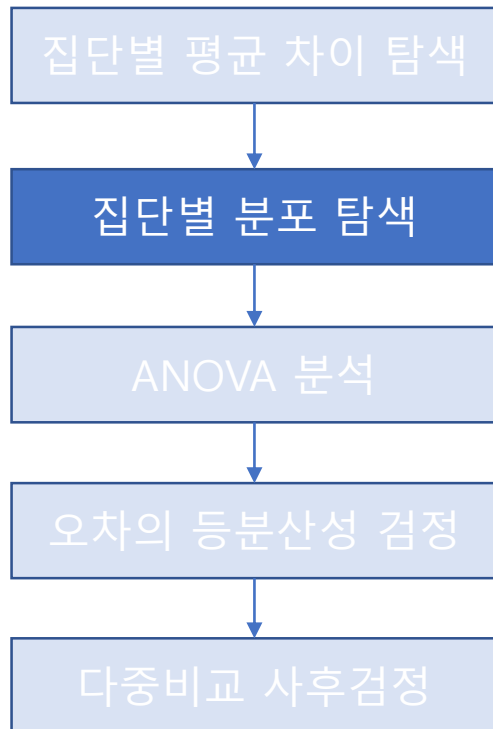 집단별 평균 차이 탐색
집단별 분포 탐색
ANOVA 분석
오차의 등분산성 검정
다중비교 사후검정